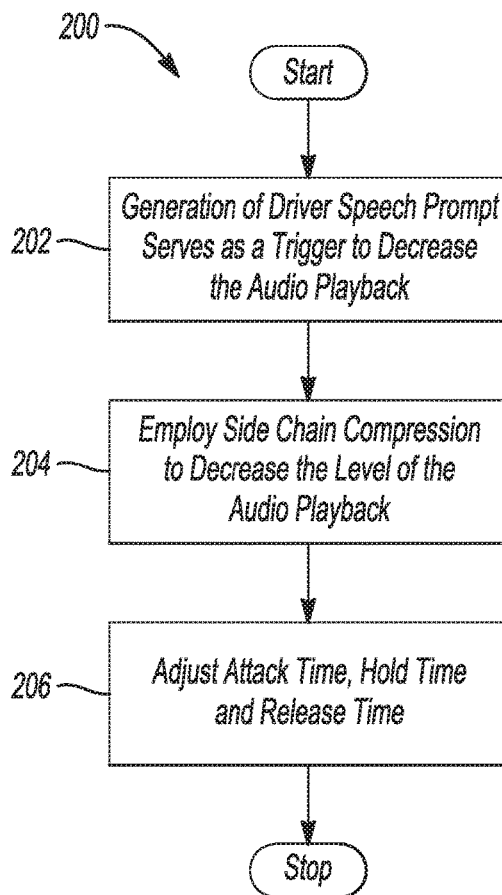 200
Start
202
Generation of Driver Speech Prompt
Serves as a Trigger to Decrease
the Audio Playback
204
Employ Side Chain Compression
to Decrease the Level of the
Audio Playback
206
Adjust Attack Time, Hold Time
and Release Time
Stop